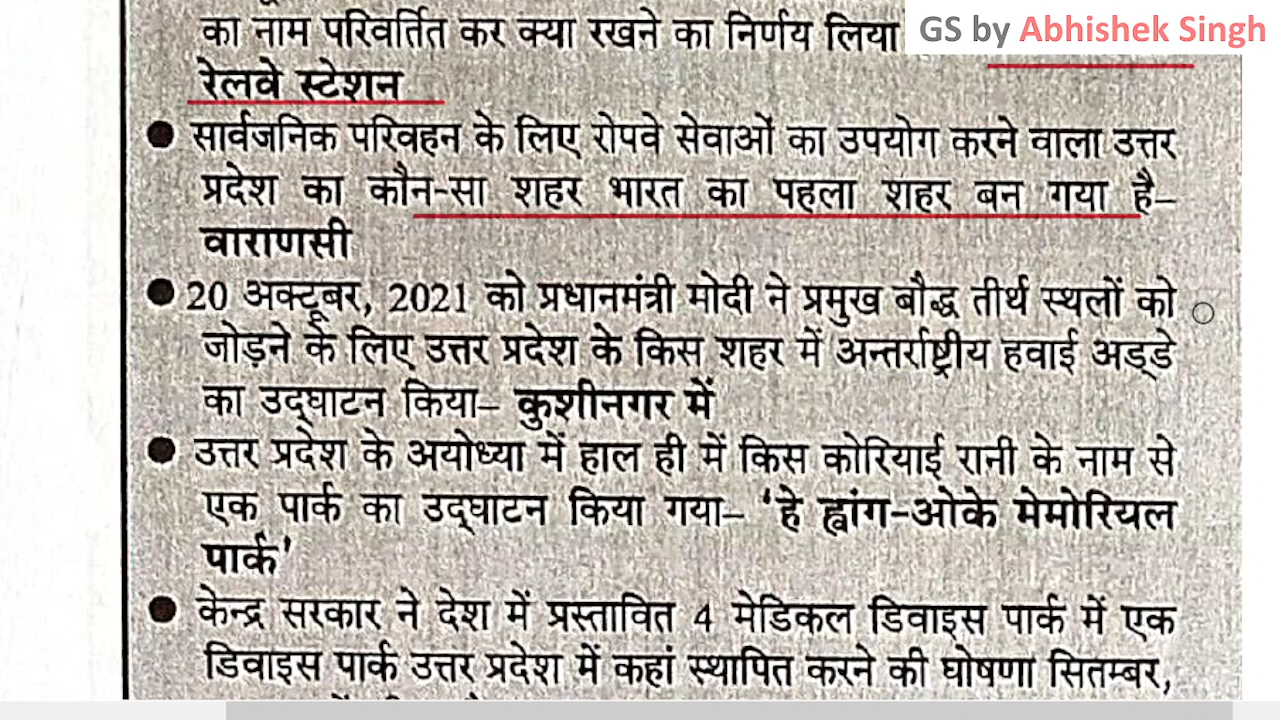 GS by Abhishek Singh
का नाम परिवर्तित कर क्या रखने का निर्णय लिया
रेलवे स्टेशन
● सार्वजनिक परिवहन के लिए रोपवे सेवाओं का उपयोग करने वाला उत्तर
प्रदेश का कौन-सा शहर भारत का पहला शहर बन गया है–
वाराणसी
● 20 अक्टूबर, 2021 को प्रधानमंत्री मोदी ने प्रमुख बौद्ध तीर्थ स्थलों को
जोड़ने के लिए उत्तर प्रदेश के किस शहर में अन्तर्राष्ट्रीय हवाई अड्डे
का उद्घाटन किया– कुशीनगर में
● उत्तर प्रदेश के अयोध्या में हाल ही में किस कोरियाई रानी के नाम से
एक पार्क का उद्घाटन किया गया– 'हे ह्वांग-ओके मेमोरियल
पार्क'
● केन्द्र सरकार ने देश में प्रस्तावित 4 मेडिकल डिवाइस पार्क में एक
डिवाइस पार्क उत्तर प्रदेश में कहां स्थापित करने की घोषणा सितम्बर,